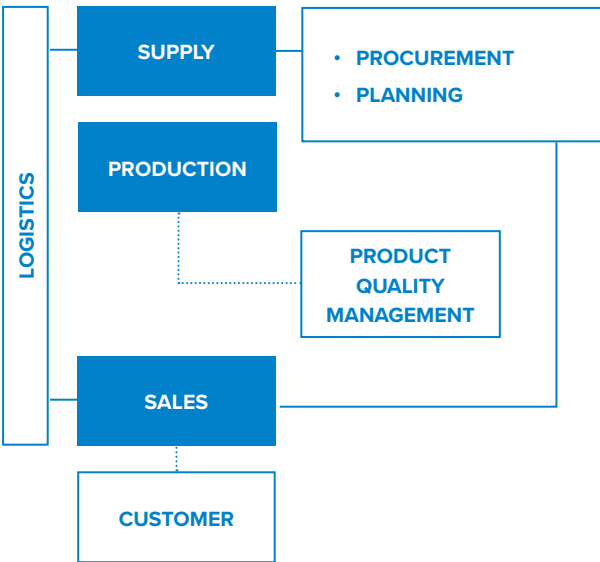 LOGISTICS
SUPPLY
• PROCUREMENT
• PLANNING
PRODUCTION
PRODUCT
QUALITY
MANAGEMENT
SALES
CUSTOMER